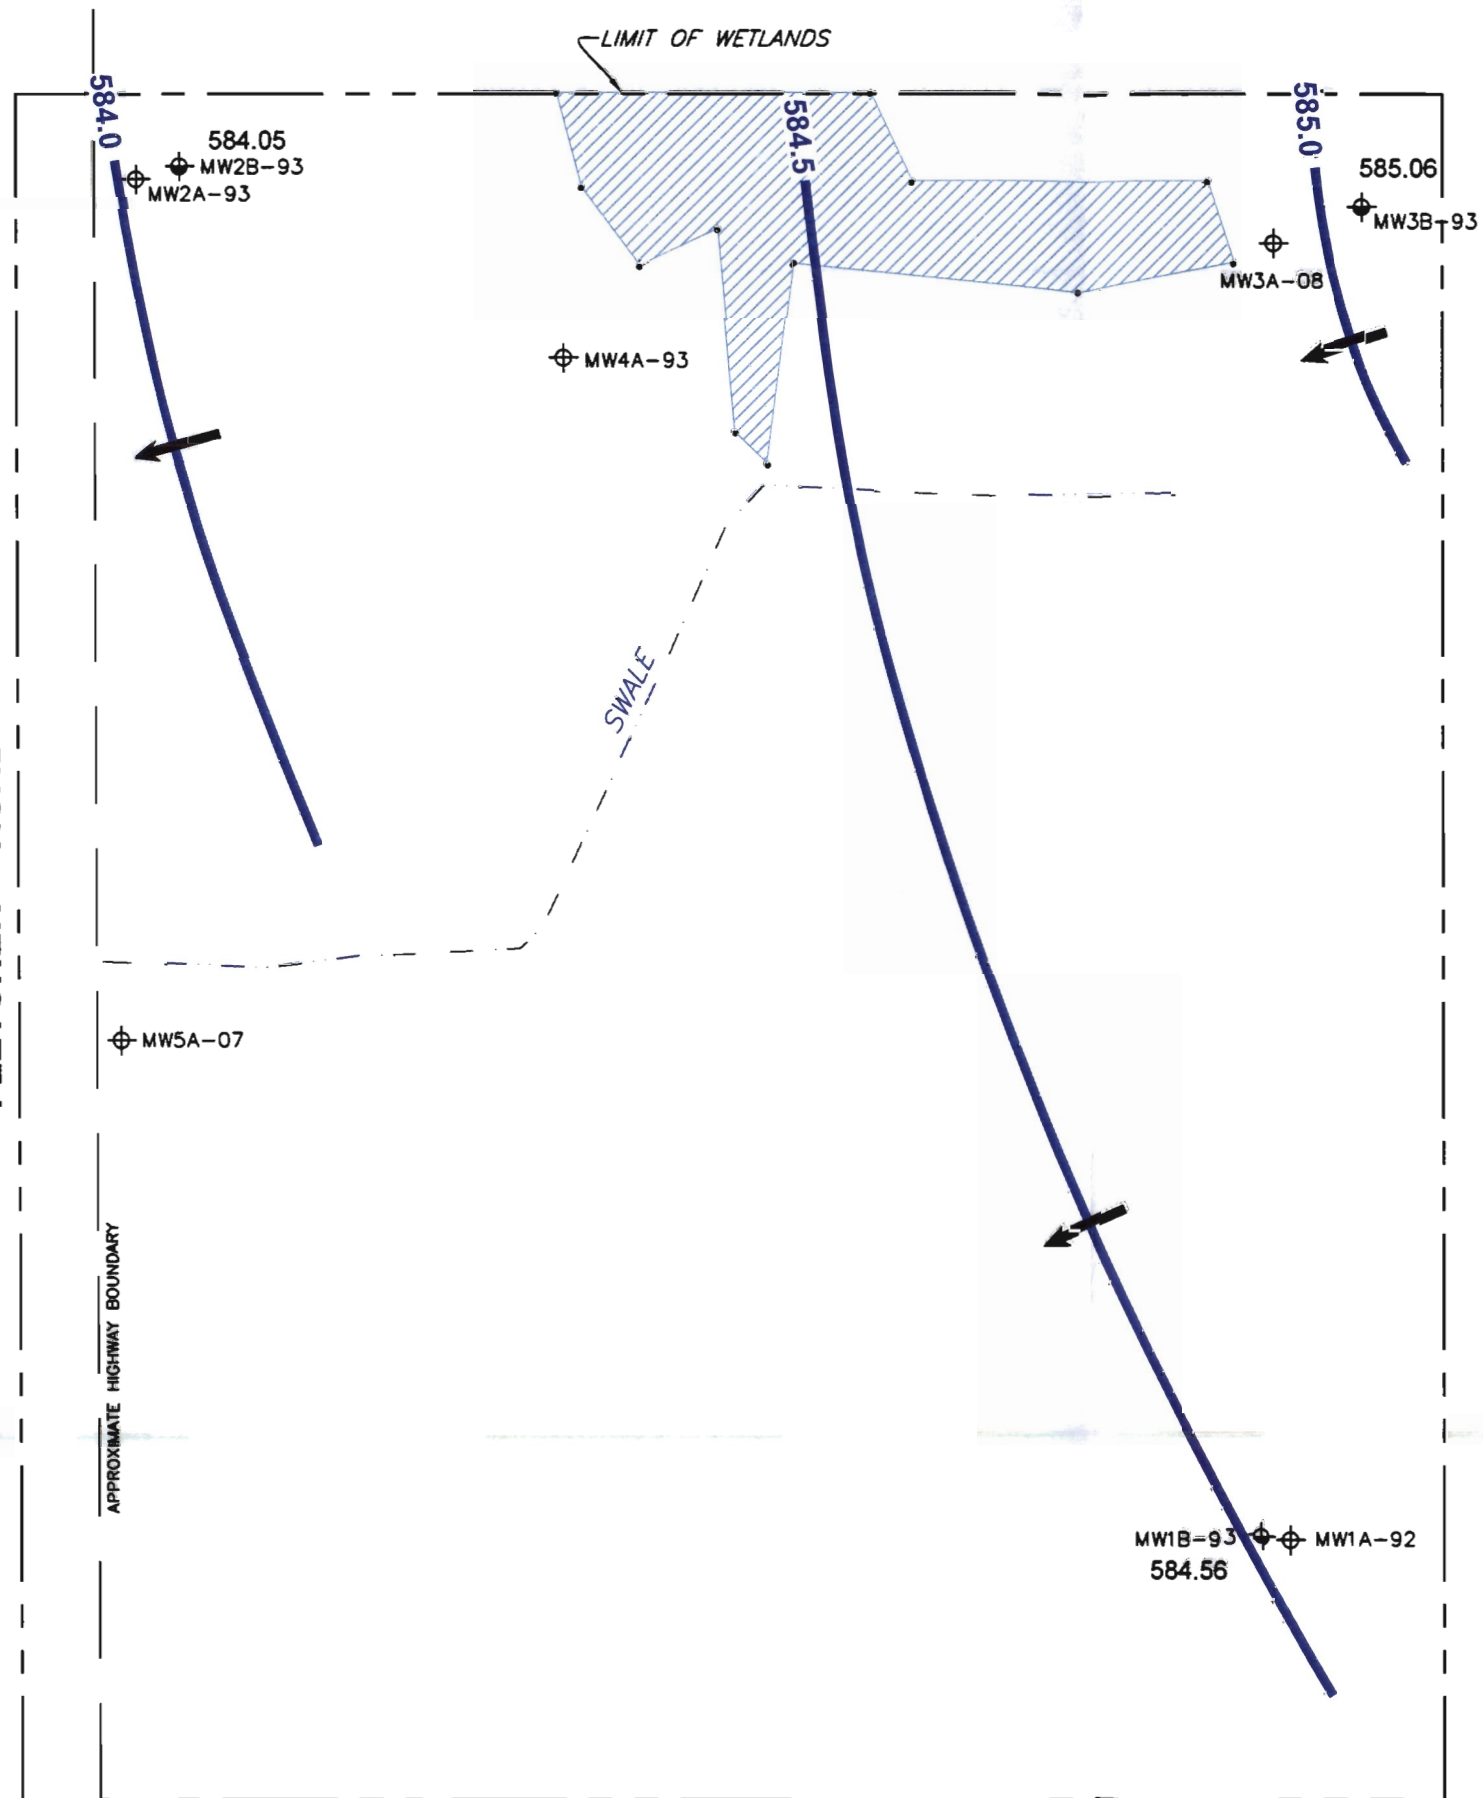 LIMIT OF WETLANDS
584.0
584.5
585.0
584.05
MW2B-93
MW2A-93
585.06
MW3B-93
MW3A-08
MW4A-93
SWALE
MW5A-07
APPROXIMATE HIGHWAY BOUNDARY
MW1B-93
MW1A-92
584.56